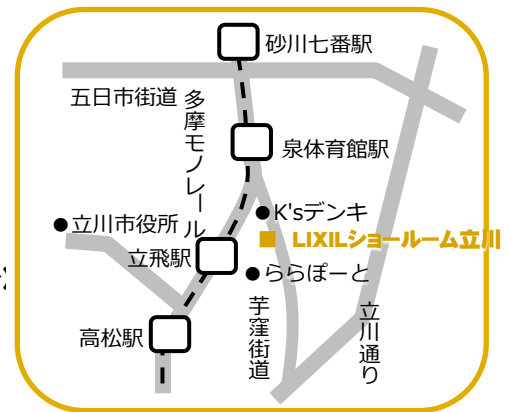 砂川七番駅
五日市街道
多摩モノレール
泉体育館駅
●K'sデンキ
●立川市役所
■ LIXILショールーム立川
立飛駅
●ららぽーと
芋窪街道
立川通り
高松駅